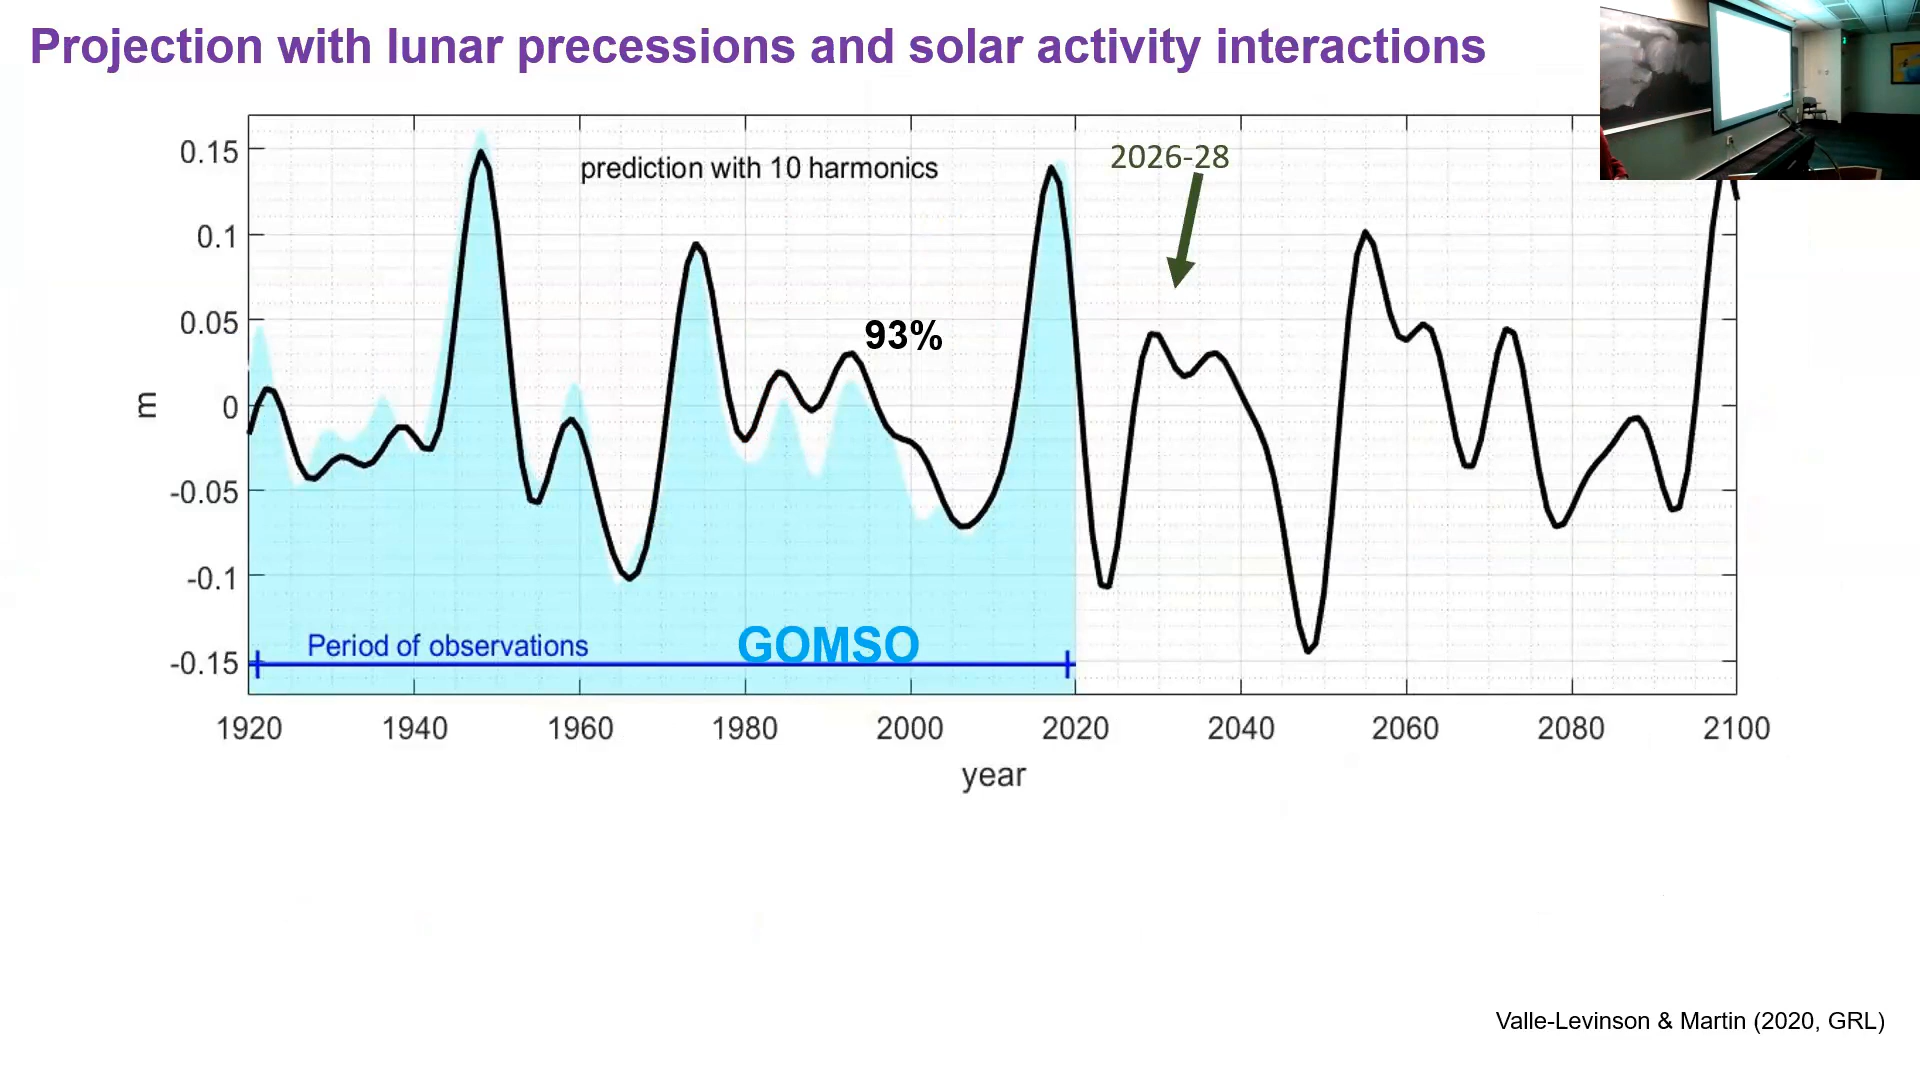 Projection with lunar precessions and solar activity interactions
prediction with 10 harmonics
2026-28
93%
0.15
0.1
0.05
0
-0.05
-0.1
-0.15
m
Period of observations
GOMSO
1920 1940 1960 1980 2000 2020 2040 2060 2080 2100
year
Valle-Levinson & Martin (2020, GRL)